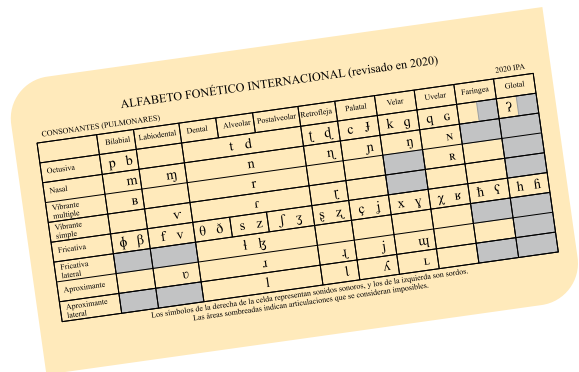 ALFABETO FONÉTICO INTERNACIONAL (revisado en 2020)
CONSONANTES (PULMONARES) 2020 IPA
Bilabial Labiodental Dental Alveolar Postalveolar Retrofleja Palatal Velar Uvelar Faríngea Glotal
Octusiva p b t d ʈ ɖ c ɟ k ɡ q ɢ ʔ
Nasal m ɱ n ɳ ɲ ŋ ɴ
Vibrante múltiple ʙ r ʀ
Vibrante simple ⱱ ɾ ɽ
Fricativa ɸ β f v θ ð s z ʃ ʒ ʂ ʐ ç j x ɣ χ ʁ ħ ʕ h ɦ
Fricativa lateral ɬ ɮ
Aproximante ʋ ɹ ɻ j ɰ
Aproximante lateral l ɭ ʎ ʟ
Los símbolos de la derecha de la celda representan sonidos sonoros, y los de la izquierda son sordos.
Las áreas sombreadas indican articulaciones que se consideran imposibles.